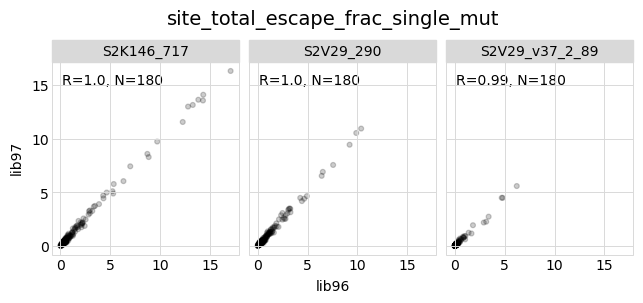 site_total_escape_frac_single_mut
S2K146_717
S2V29_290
S2V29_v37_2_89
R=1.0, N=180
R=1.0, N=180
R=0.99, N=180
15
10
5
0
lib97
0 5 10 15
0 5 10 15
0 5 10 15
lib96